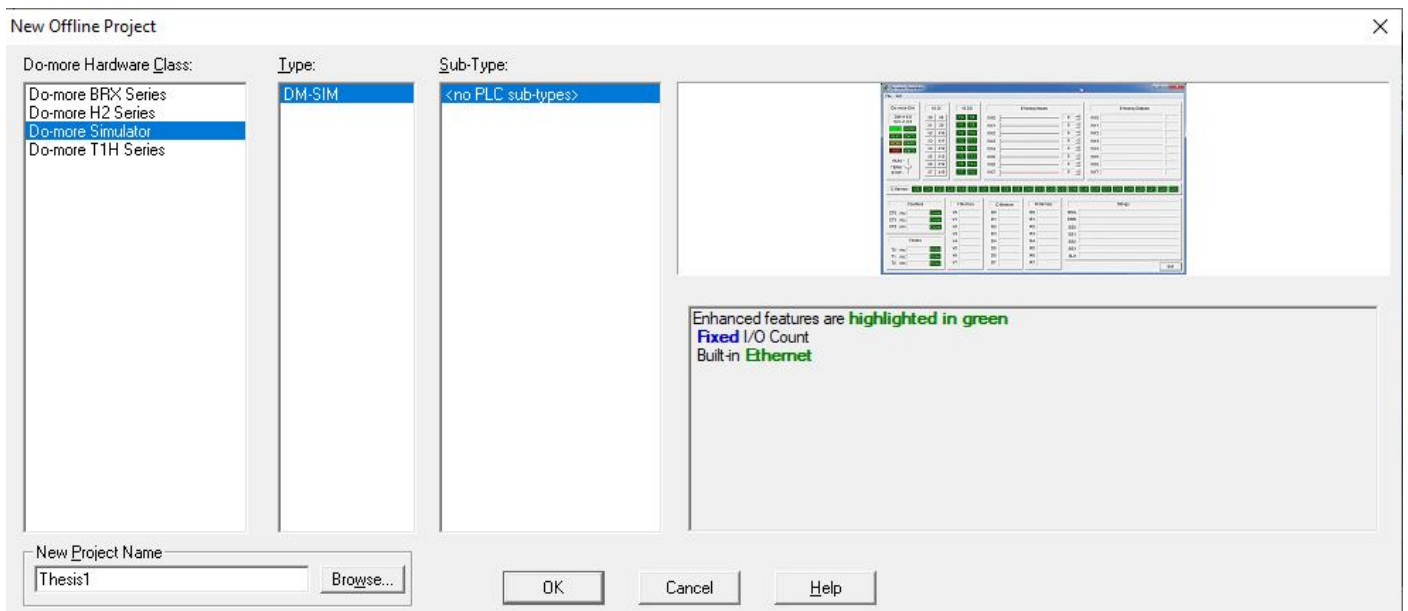 New Offline Project
Do-more Hardware Class:
Type:
Sub-Type:
Do-more BRX Series
Do-more H2 Series
Do-more Simulator
Do-more T1H Series
DM-SIM
<no PLC sub-types>
Enhanced features are highlighted in green
Fixed I/O Count
Built-in Ethernet
New Project Name
Thesis1
Browse...
OK
Cancel
Help